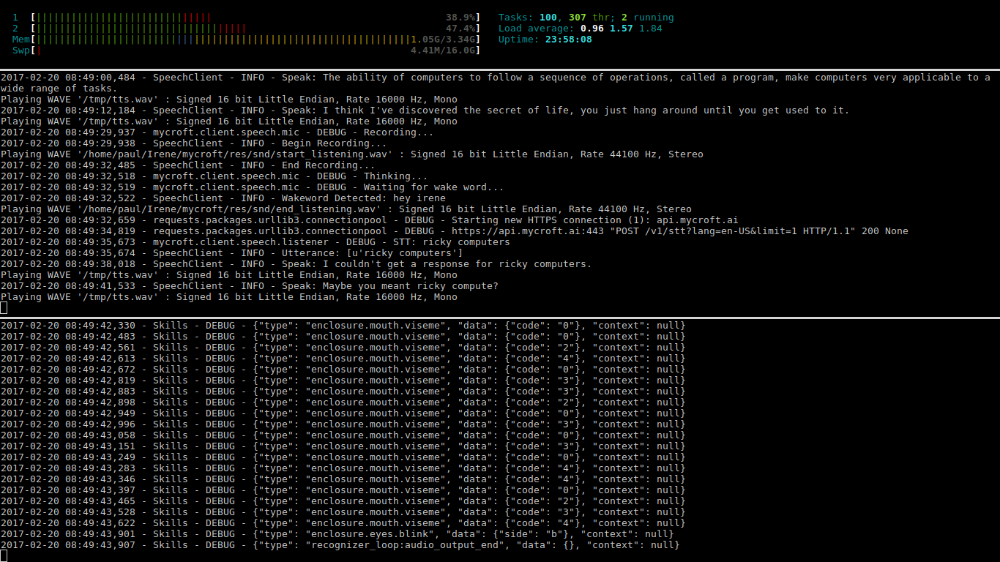 1 [||||||||||||||||||||||||||||||     38.9%] Tasks: 100, 307 thr; 2 running
2 [||||||||||||||||||||||||||||||||||||     47.4%] Load average: 0.96 1.57 1.84
Mem[||||||||||||||||||||||||||||||||||||||||||||||||||||||||||||||||1.05G/3.34G] Uptime: 23:58:08
Swp[|     4.41M/16.0G]
2017-02-20 08:49:00,484 - SpeechClient - INFO - Speak: The ability of computers to follow a sequence of operations, called a program, make computers very applicable to a
wide range of tasks.
Playing WAVE '/tmp/tts.wav' : Signed 16 bit Little Endian, Rate 16000 Hz, Mono
2017-02-20 08:49:12,184 - SpeechClient - INFO - Speak: I think I've discovered the secret of life, you just hang around until you get used to it.
Playing WAVE '/tmp/tts.wav' : Signed 16 bit Little Endian, Rate 16000 Hz, Mono
2017-02-20 08:49:29,937 - mycroft.client.speech.mic - DEBUG - Recording...
2017-02-20 08:49:29,938 - SpeechClient - INFO - Begin Recording...
Playing WAVE '/home/paul/Irene/mycroft/res/snd/start_listening.wav' : Signed 16 bit Little Endian, Rate 44100 Hz, Stereo
2017-02-20 08:49:32,485 - SpeechClient - INFO - End Recording...
2017-02-20 08:49:32,518 - mycroft.client.speech.mic - DEBUG - Thinking...
2017-02-20 08:49:32,519 - mycroft.client.speech.mic - DEBUG - Waiting for wake word...
2017-02-20 08:49:32,522 - SpeechClient - INFO - Wakeword Detected: hey irene
Playing WAVE '/home/paul/Irene/mycroft/res/snd/end_listening.wav' : Signed 16 bit Little Endian, Rate 44100 Hz, Stereo
2017-02-20 08:49:32,659 - requests.packages.urllib3.connectionpool - DEBUG - Starting new HTTPS connection (1): api.mycroft.ai
2017-02-20 08:49:34,819 - requests.packages.urllib3.connectionpool - DEBUG - https://api.mycroft.ai:443 "POST /v1/stt?lang=en-US&limit=1 HTTP/1.1" 200 None
2017-02-20 08:49:35,673 - mycroft.client.speech.listener - DEBUG - STT: ricky computers
2017-02-20 08:49:35,674 - SpeechClient - INFO - Utterance: [u'ricky computers']
2017-02-20 08:49:38,018 - SpeechClient - INFO - Speak: I couldn't get a response for ricky computers.
Playing WAVE '/tmp/tts.wav' : Signed 16 bit Little Endian, Rate 16000 Hz, Mono
2017-02-20 08:49:41,533 - SpeechClient - INFO - Speak: Maybe you meant ricky compute?
Playing WAVE '/tmp/tts.wav' : Signed 16 bit Little Endian, Rate 16000 Hz, Mono
2017-02-20 08:49:42,330 - Skills - DEBUG - {"type": "enclosure.mouth.viseme", "data": {"code": "0"}, "context": null}
2017-02-20 08:49:42,483 - Skills - DEBUG - {"type": "enclosure.mouth.viseme", "data": {"code": "0"}, "context": null}
2017-02-20 08:49:42,561 - Skills - DEBUG - {"type": "enclosure.mouth.viseme", "data": {"code": "2"}, "context": null}
2017-02-20 08:49:42,613 - Skills - DEBUG - {"type": "enclosure.mouth.viseme", "data": {"code": "4"}, "context": null}
2017-02-20 08:49:42,672 - Skills - DEBUG - {"type": "enclosure.mouth.viseme", "data": {"code": "0"}, "context": null}
2017-02-20 08:49:42,819 - Skills - DEBUG - {"type": "enclosure.mouth.viseme", "data": {"code": "3"}, "context": null}
2017-02-20 08:49:42,883 - Skills - DEBUG - {"type": "enclosure.mouth.viseme", "data": {"code": "3"}, "context": null}
2017-02-20 08:49:42,898 - Skills - DEBUG - {"type": "enclosure.mouth.viseme", "data": {"code": "2"}, "context": null}
2017-02-20 08:49:42,949 - Skills - DEBUG - {"type": "enclosure.mouth.viseme", "data": {"code": "0"}, "context": null}
2017-02-20 08:49:42,996 - Skills - DEBUG - {"type": "enclosure.mouth.viseme", "data": {"code": "3"}, "context": null}
2017-02-20 08:49:43,058 - Skills - DEBUG - {"type": "enclosure.mouth.viseme", "data": {"code": "0"}, "context": null}
2017-02-20 08:49:43,151 - Skills - DEBUG - {"type": "enclosure.mouth.viseme", "data": {"code": "3"}, "context": null}
2017-02-20 08:49:43,249 - Skills - DEBUG - {"type": "enclosure.mouth.viseme", "data": {"code": "0"}, "context": null}
2017-02-20 08:49:43,283 - Skills - DEBUG - {"type": "enclosure.mouth.viseme", "data": {"code": "4"}, "context": null}
2017-02-20 08:49:43,346 - Skills - DEBUG - {"type": "enclosure.mouth.viseme", "data": {"code": "4"}, "context": null}
2017-02-20 08:49:43,397 - Skills - DEBUG - {"type": "enclosure.mouth.viseme", "data": {"code": "0"}, "context": null}
2017-02-20 08:49:43,465 - Skills - DEBUG - {"type": "enclosure.mouth.viseme", "data": {"code": "2"}, "context": null}
2017-02-20 08:49:43,528 - Skills - DEBUG - {"type": "enclosure.mouth.viseme", "data": {"code": "3"}, "context": null}
2017-02-20 08:49:43,622 - Skills - DEBUG - {"type": "enclosure.mouth.viseme", "data": {"code": "4"}, "context": null}
2017-02-20 08:49:43,901 - Skills - DEBUG - {"type": "enclosure.eyes.blink", "data": {"side": "b"}, "context": null}
2017-02-20 08:49:43,907 - Skills - DEBUG - {"type": "recognizer_loop:audio_output_end", "data": {}, "context": null}